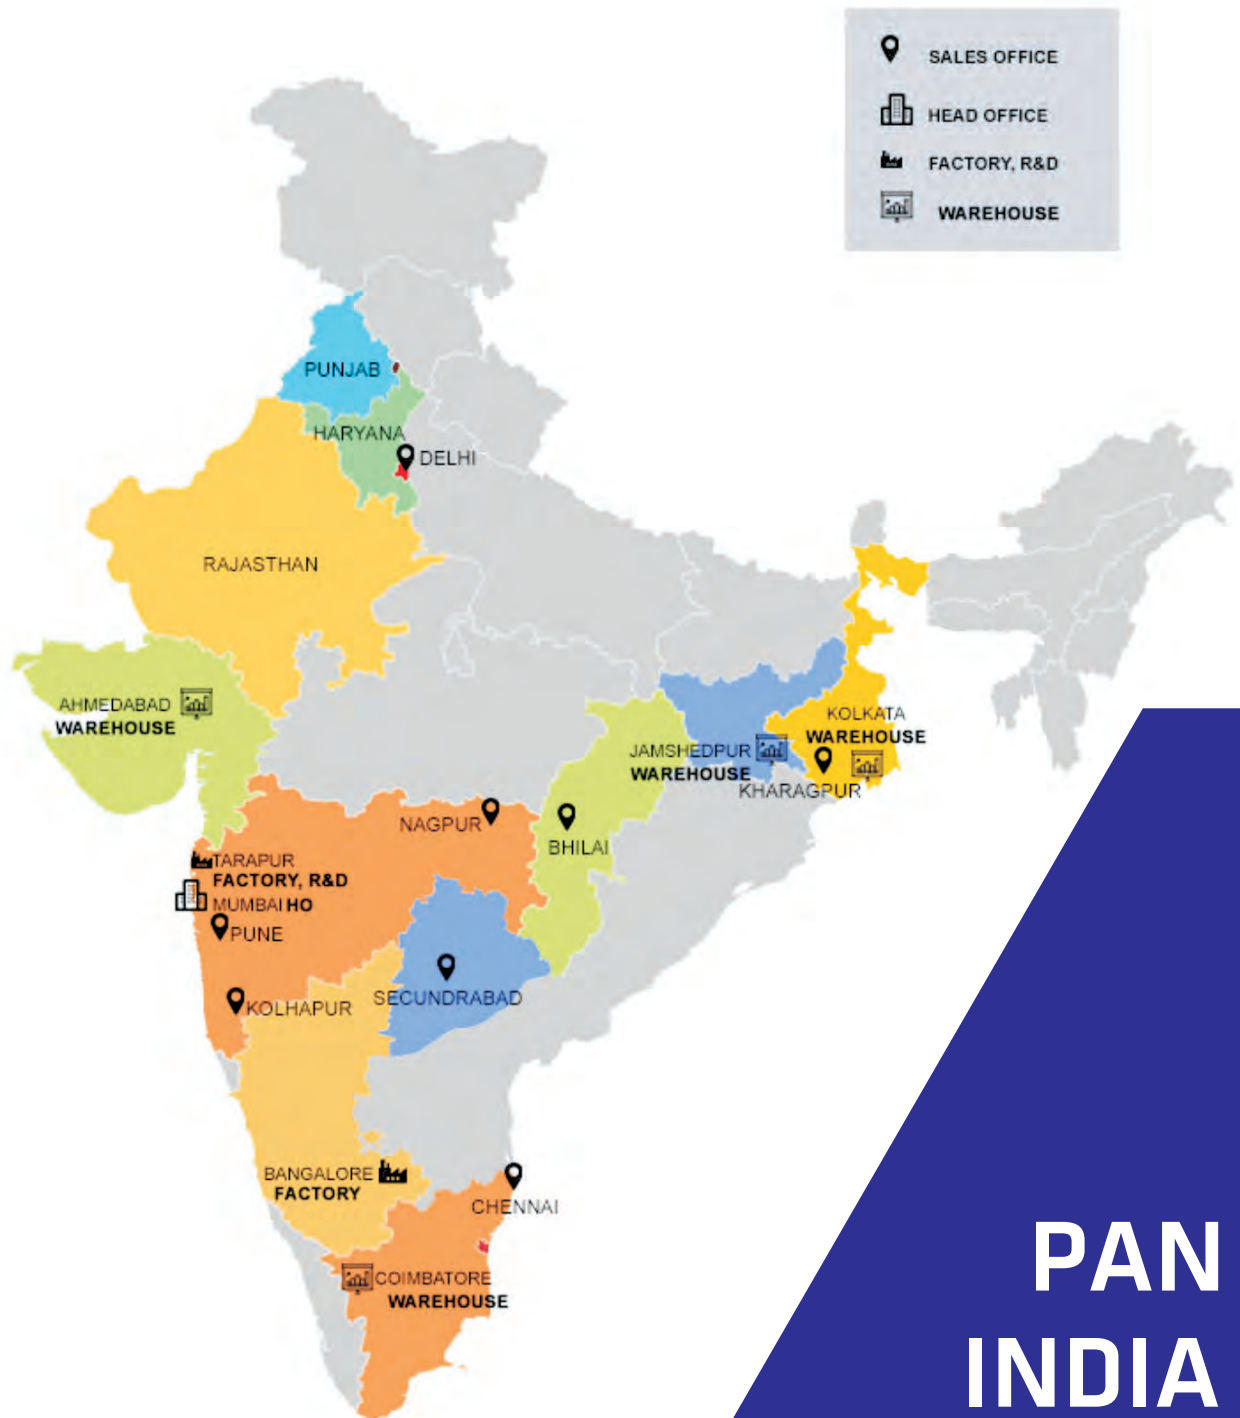 SALES OFFICE
HEAD OFFICE
FACTORY, R&D
WAREHOUSE
PUNJAB
HARYANA
DELHI
RAJASTHAN
AHMEDABAD
WAREHOUSE
KOLKATA
WAREHOUSE
JAMSHEDPUR
WAREHOUSE
KHARAGPUR
NAGPUR
BHILAI
TARAPUR
FACTORY, R&D
MUMBAI HO
PUNE
SECUNDRABAD
KOLHAPUR
BANGALORE
FACTORY
CHENNAI
COIMBATORE
WAREHOUSE
PAN
INDIA